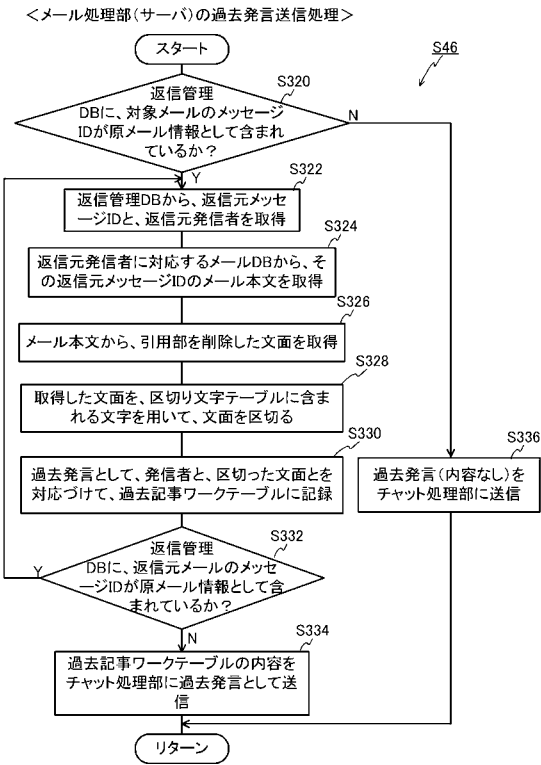 ＜メール処理部（サーバ）の過去発言送信処理＞
スタート
S46
S320
返信管理
DBに、対象メールのメッセージ
IDが原メール情報として含まれ
ているか？
N
Y
S322
返信管理DBから、返信元メッセ
ージIDと、返信元発信者を取得
S324
返信元発信者に対応するメールDBから、そ
の返信元メッセージIDのメール本文を取得
S326
メール本文から、引用部を削除した文面を取得
S328
取得した文面を、区切り文字テーブルに含ま
れる文字を用いて、文面を区切る
S330
過去発言として、発信者と、区切った文面とを
対応づけて、過去記事ワークテーブルに記録
S336
過去発言（内容なし）を
チャット処理部に送信
S332
返信管理
DBに、返信元メールのメッセ
ージIDが原メール情報として含
まれているか？
Y
N
S334
過去記事ワークテーブルの内容を
チャット処理部に過去発言として送
信
リターン